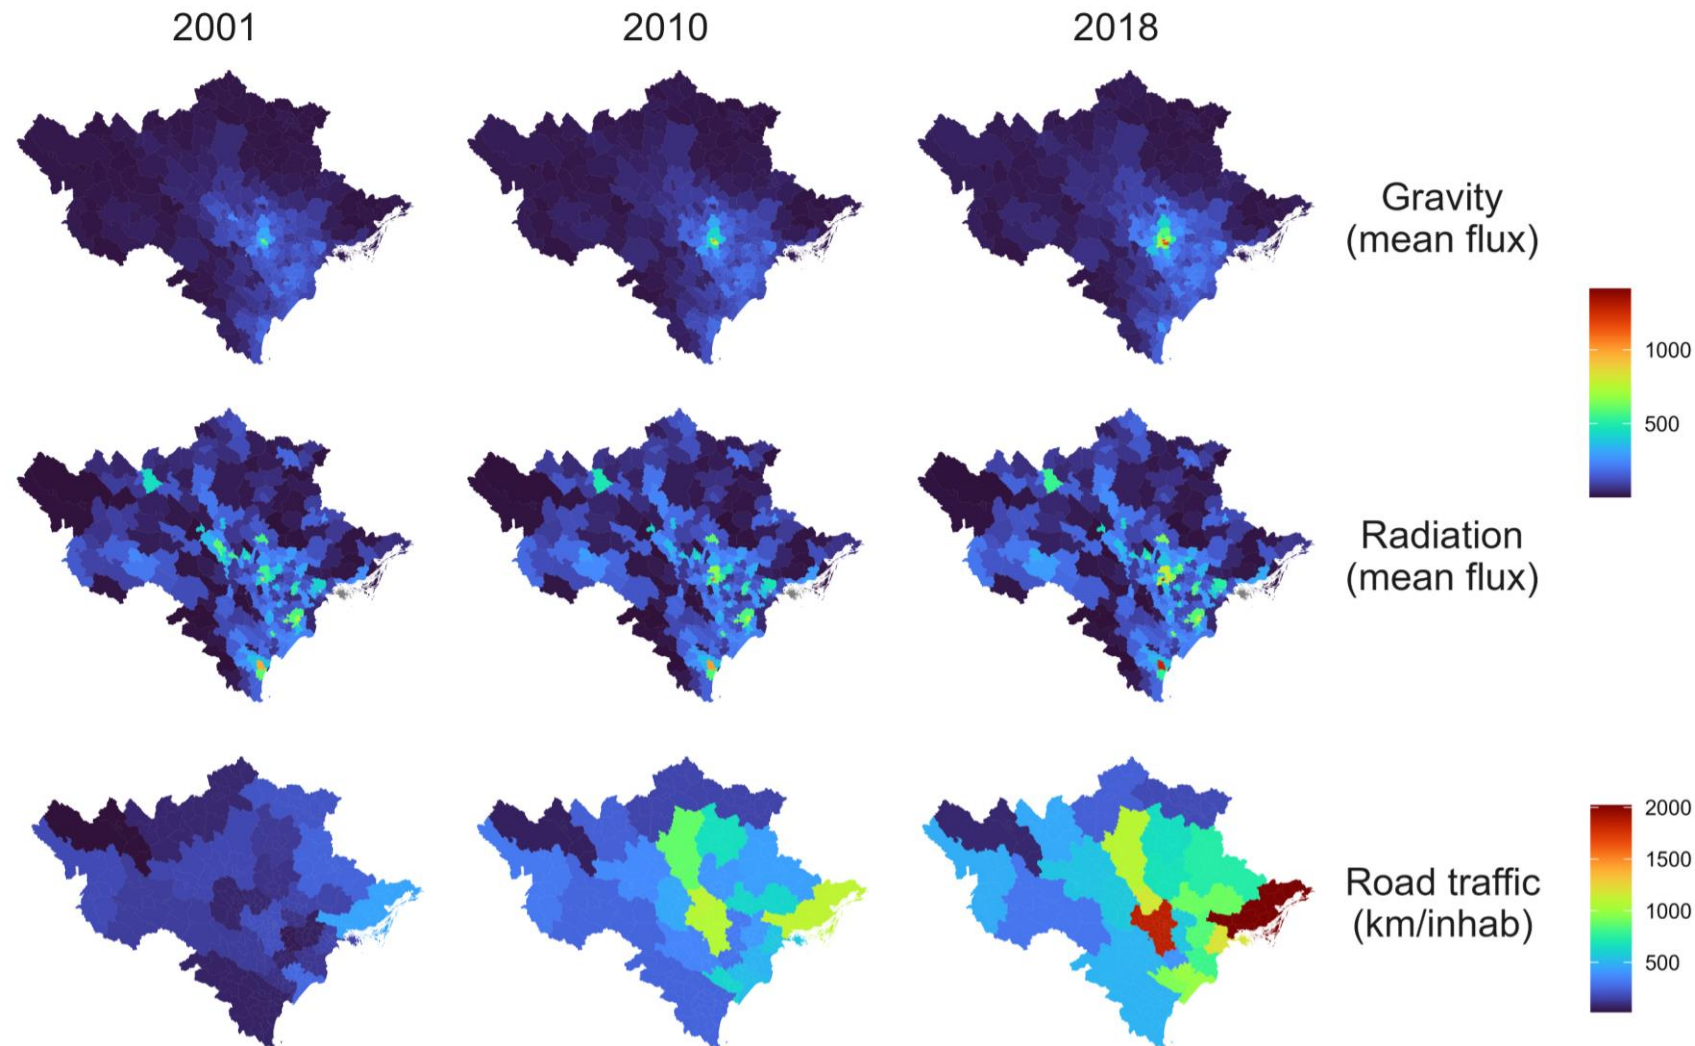 2001
2010
2018
Gravity
(mean flux)
1000
500
Radiation
(mean flux)
2000
1500
1000
500
Road traffic
(km/inhab)